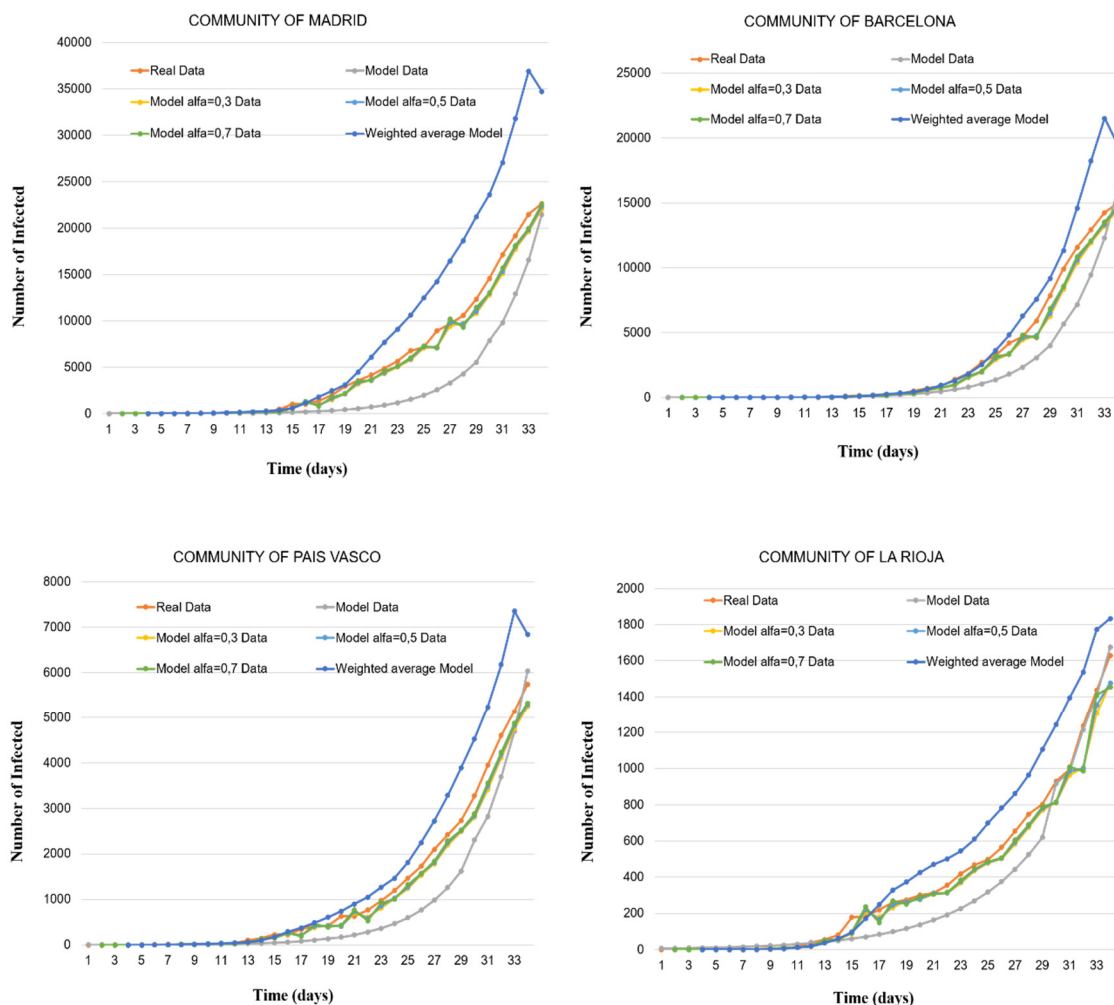 COMMUNITY OF MADRID
40000
35000
30000
25000
20000
15000
10000
5000
0
Real Data
Model Data
Model alfa=0,3 Data
Model alfa=0,5 Data
Model alfa=0,7 Data
Weighted average Model
Number of Infected
1 3 5 7 9 11 13 15 17 19 21 23 25 27 29 31 33
Time (days)
COMMUNITY OF BARCELONA
25000
20000
15000
10000
5000
0
Real Data
Model Data
Model alfa=0,3 Data
Model alfa=0,5 Data
Model alfa=0,7 Data
Weighted average Model
Number of Infected
1 3 5 7 9 11 13 15 17 19 21 23 25 27 29 31 33
Time (days)
COMMUNITY OF PAIS VASCO
8000
7000
6000
5000
4000
3000
2000
1000
0
Real Data
Model Data
Model alfa=0,3 Data
Model alfa=0,5 Data
Model alfa=0,7 Data
Weighted average Model
Number of Infected
1 3 5 7 9 11 13 15 17 19 21 23 25 27 29 31 33
Time (days)
COMMUNITY OF LA RIOJA
2000
1800
1600
1400
1200
1000
800
600
400
200
0
Real Data
Model Data
Model alfa=0,3 Data
Model alfa=0,5 Data
Model alfa=0,7 Data
Weighted average Model
Number of Infected
1 3 5 7 9 11 13 15 17 19 21 23 25 27 29 31 33
Time (days)